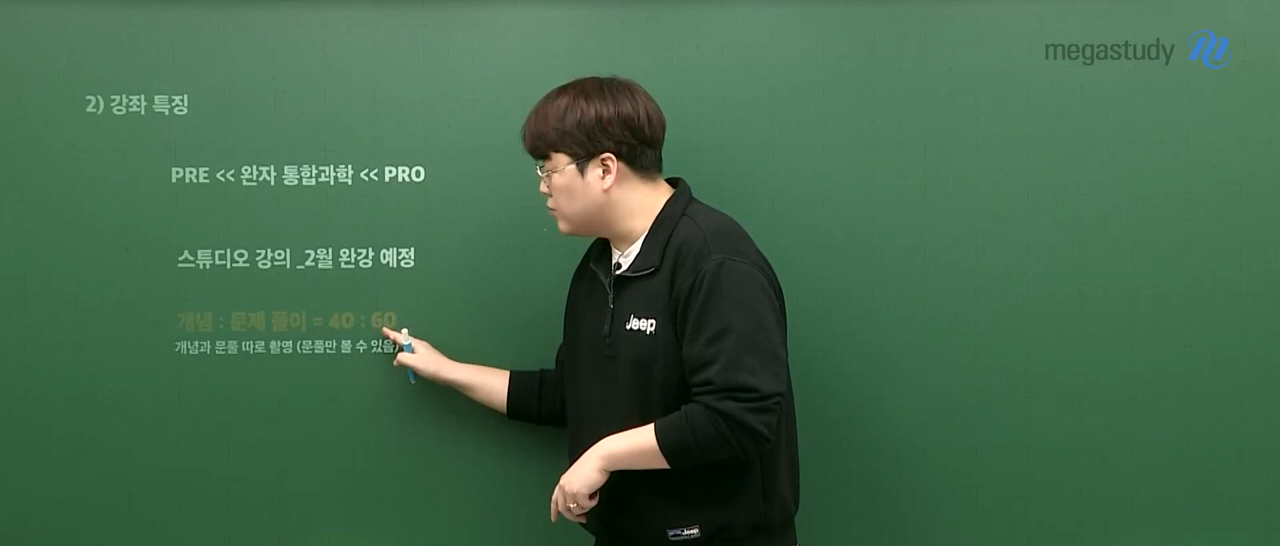 megastudy
2) 강좌 특징
PRE << 완자 통합과학 << PRO
스튜디오 강의 _2월 완강 예정
개념 : 문제 풀이 = 40 : 60
개념과 문풀 따로 촬영 (문풀만 볼 수 있음)
Jeep
Jeep